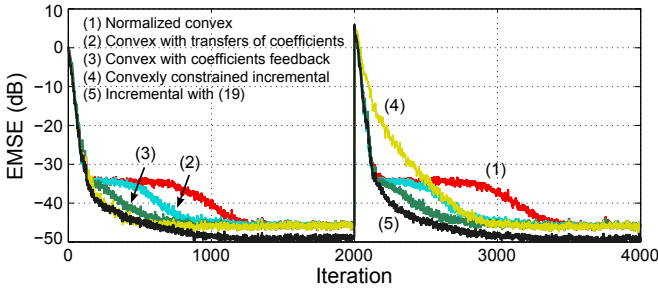 10
0
−10
−20
−30
−40
−50
EMSE (dB)
(1) Normalized convex
(2) Convex with transfers of coefficients
(3) Convex with coefficients feedback
(4) Convexly constrained incremental
(5) Incremental with (19)
(3)
(2)
(4)
(1)
(5)
0
1000
2000
3000
4000
Iteration